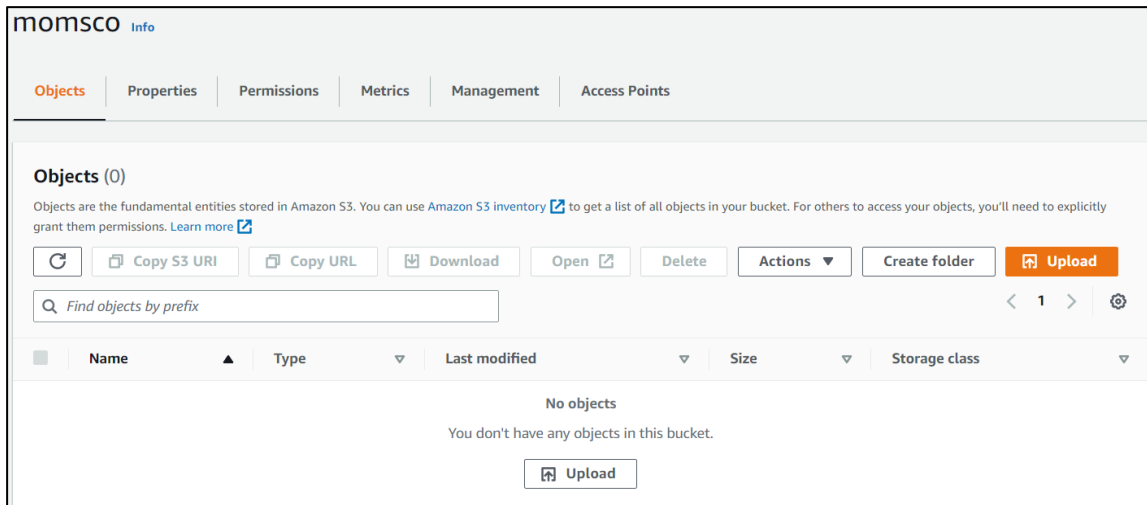 momsco Info
Objects Properties Permissions Metrics Management Access Points
Objects (0)
Objects are the fundamental entities stored in Amazon S3. You can use Amazon S3 inventory to get a list of all objects in your bucket. For others to access your objects, you'll need to explicitly
grant them permissions. Learn more
Copy S3 URI Copy URL Download Open Delete Actions Create folder Upload
Find objects by prefix
1
Name Type Last modified Size Storage class
No objects
You don't have any objects in this bucket.
Upload